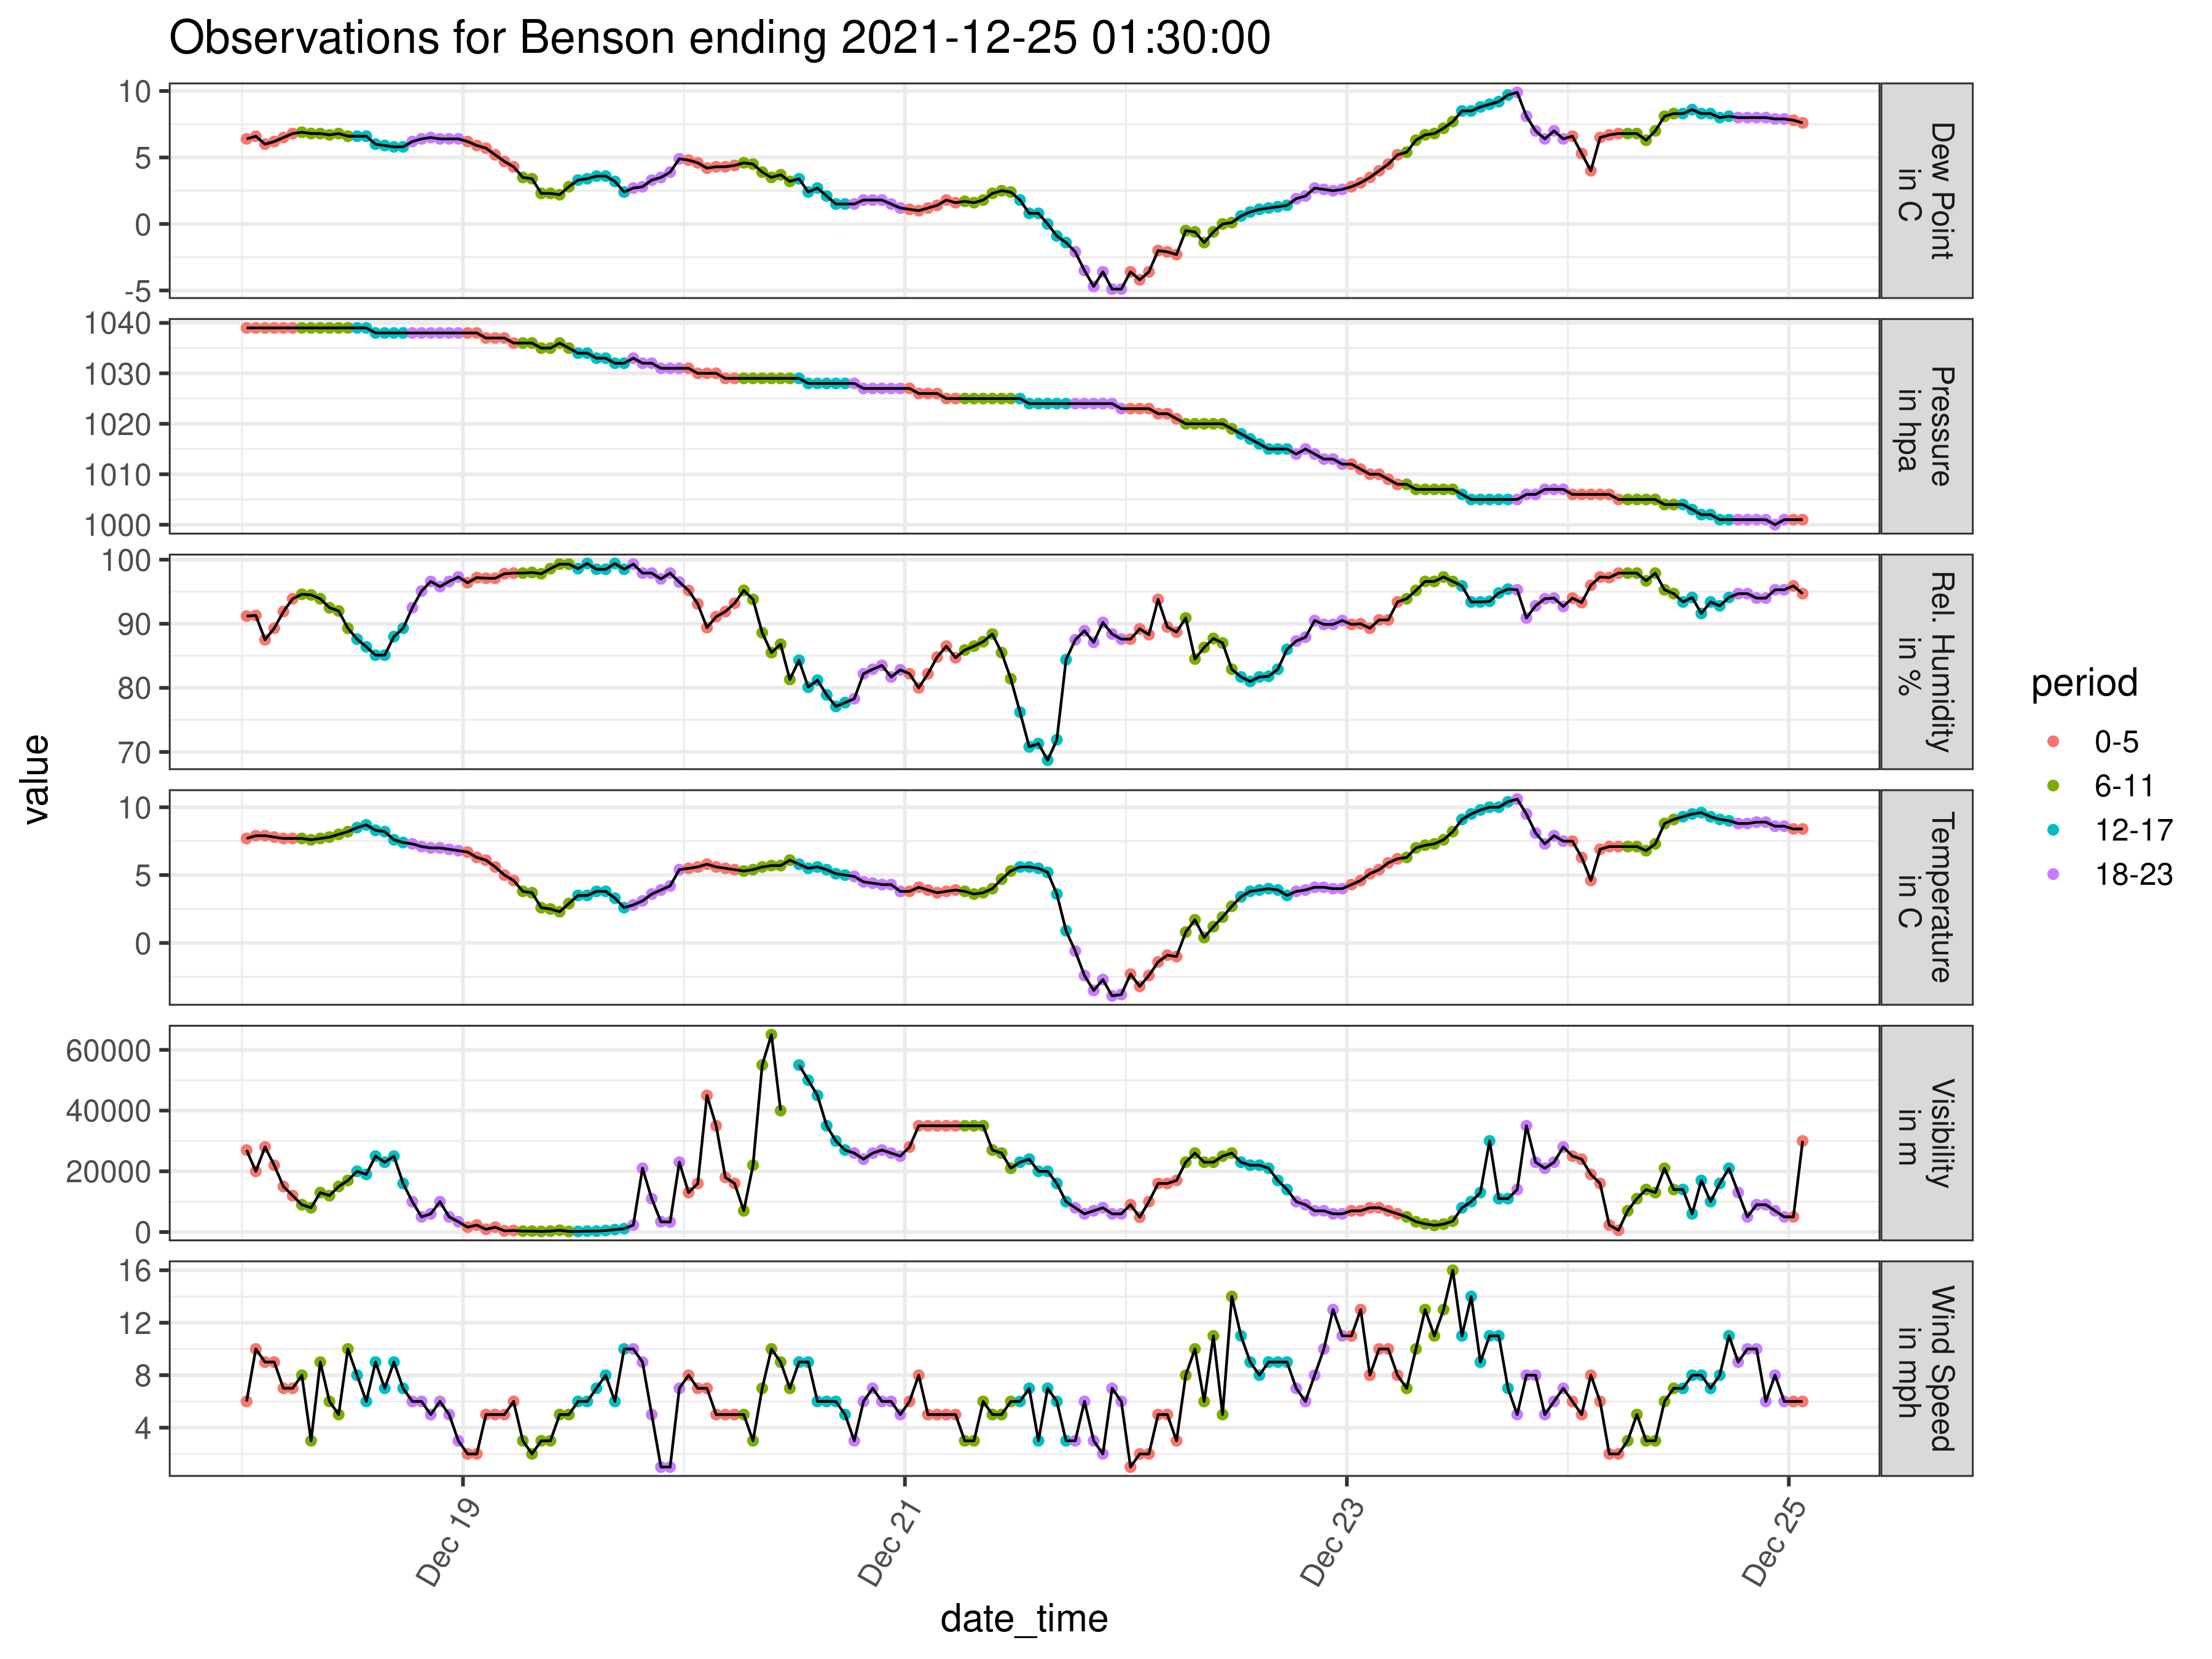 Observations for Benson ending 2021-12-25 01:30:00
value
10
5
0
-5
Dew Point
in C
1040
1030
1020
1010
1000
Pressure
in hpa
100
90
80
70
Rel. Humidity
in %
10
5
0
Temperature
in C
60000
40000
20000
0
Visibility
in m
16
12
8
4
Wind Speed
in mph
Dec 19
Dec 21
Dec 23
Dec 25
date_time
period
0-5
6-11
12-17
18-23